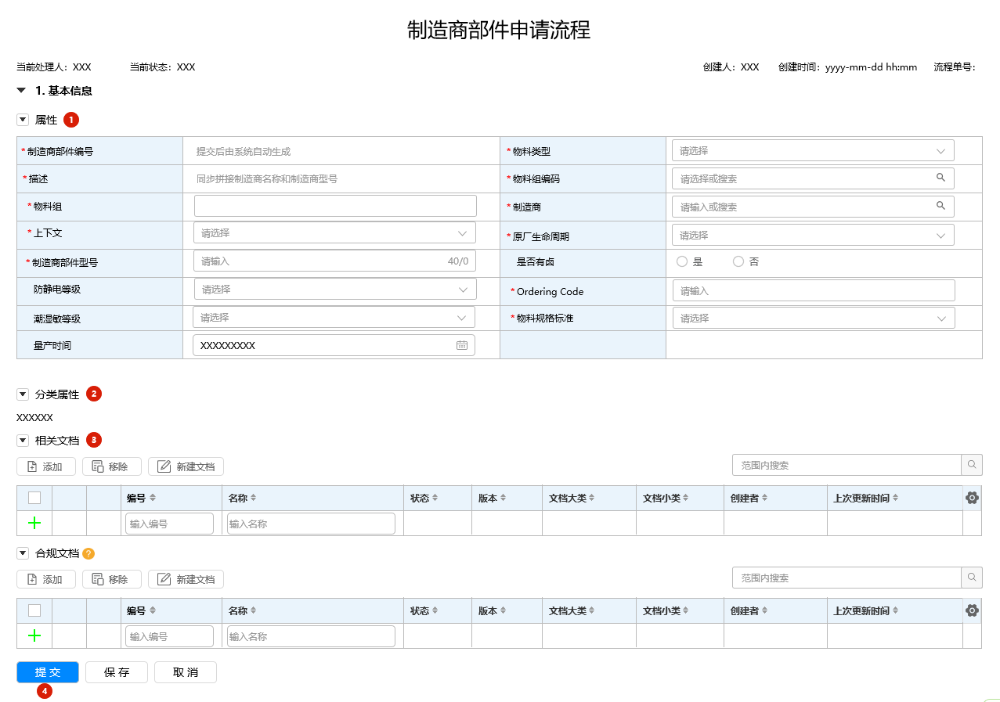 制造商部件申请流程
当前处理人：XXX 当前状态：XXX 创建人：XXX 创建时间：yyyy-mm-dd hh:mm 流程单号：
1. 基本信息
属性 1
*制造商部件编号 提交后由系统自动生成 *物料类型 请选择
*描述 同步拼接制造商名称和制造商型号 *物料组编码 请选择或搜索
*物料组 *制造商 请输入或搜索
*上下文 请选择 *原厂生命周期 请选择
*制造商部件型号 请输入 40/0 是否有卤 是 否
防静电等级 请选择 *Ordering Code 请输入
潮湿敏等级 请选择 *物料规格标准 请选择
量产时间 XXXXXXXXX
分类属性 2
XXXXXX
相关文档 3
添加 移除 新建文档 范围内搜索
编号 名称 状态 版本 文档大类 文档小类 创建者 上次更新时间
输入编号 输入名称
合规文档 ?
添加 移除 新建文档 范围内搜索
编号 名称 状态 版本 文档大类 文档小类 创建者 上次更新时间
输入编号 输入名称
提 交 保 存 取 消
4